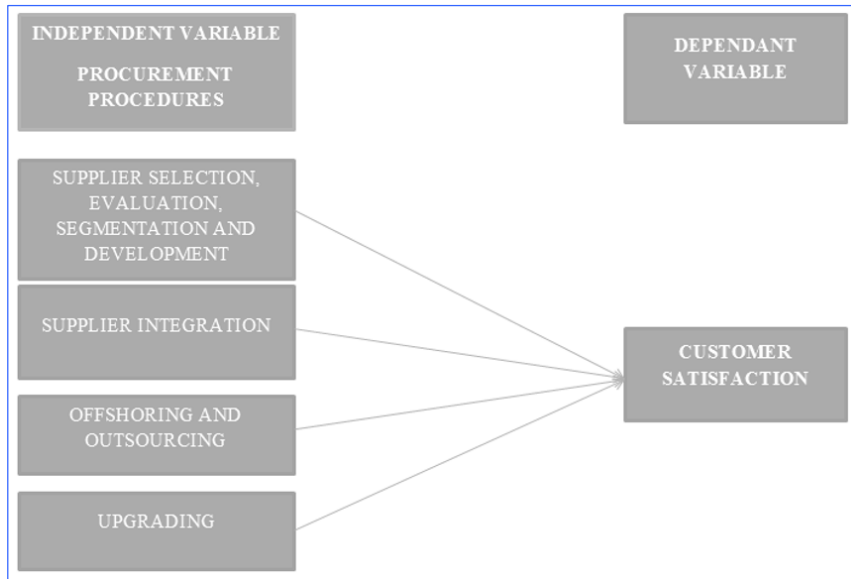 INDEPENDENT VARIABLE
PROCUREMENT
PROCEDURES
DEPENDANT
VARIABLE
SUPPLIER SELECTION,
EVALUATION,
SEGMENTATION AND
DEVELOPMENT
SUPPLIER INTEGRATION
OFFSHORING AND
OUTSOURCING
UPGRADING
CUSTOMER
SATISFACTION